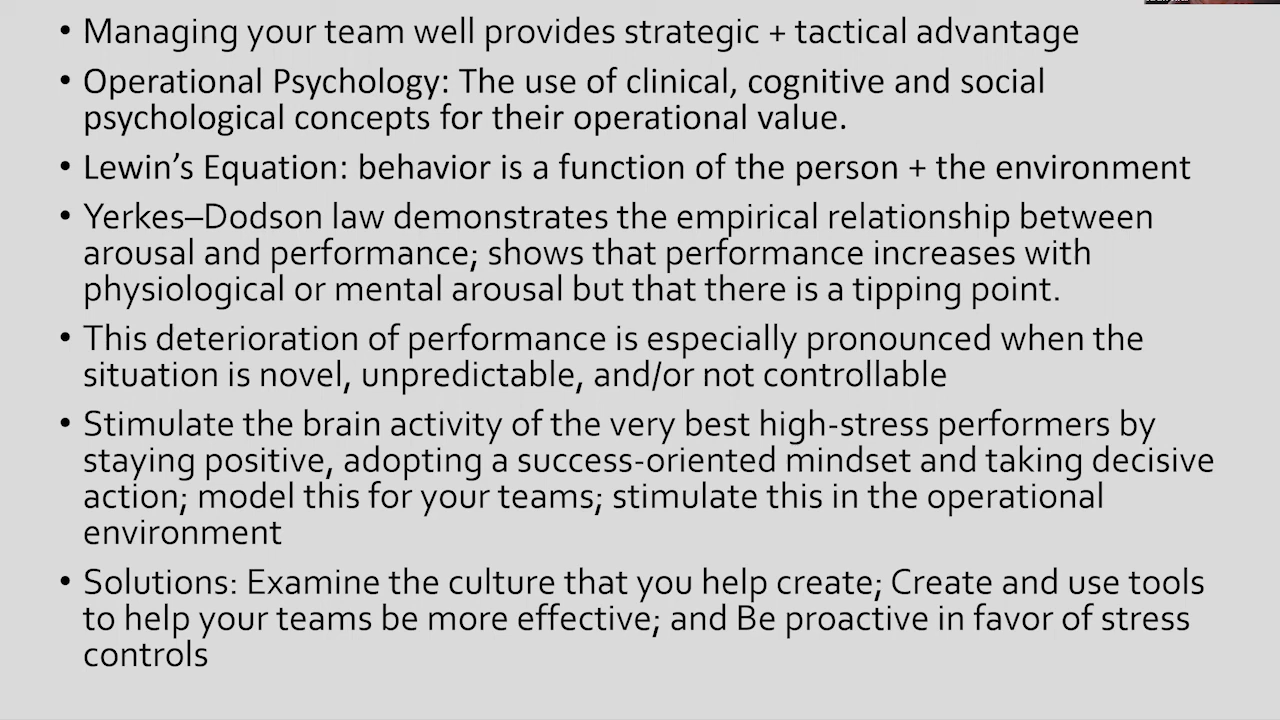 • Managing your team well provides strategic + tactical advantage
• Operational Psychology: The use of clinical, cognitive and social
psychological concepts for their operational value.
• Lewin’s Equation: behavior is a function of the person + the environment
• Yerkes–Dodson law demonstrates the empirical relationship between
arousal and performance; shows that performance increases with
physiological or mental arousal but that there is a tipping point.
• This deterioration of performance is especially pronounced when the
situation is novel, unpredictable, and/or not controllable
• Stimulate the brain activity of the very best high-stress performers by
staying positive, adopting a success-oriented mindset and taking decisive
action; model this for your teams; stimulate this in the operational
environment
• Solutions: Examine the culture that you help create; Create and use tools
to help your teams be more effective; and Be proactive in favor of stress
controls